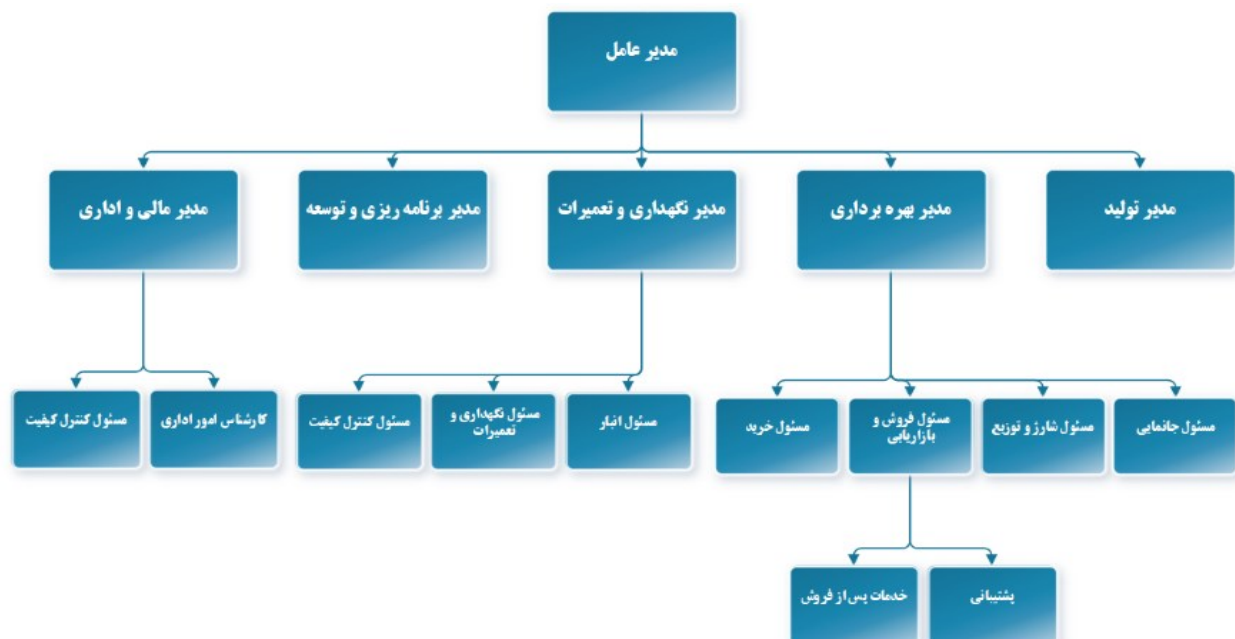 مدیر عامل
مدیر تولید
مدیر بهره برداری
مدیر نگهداری و تعمیرات
مدیر برنامه ریزی و توسعه
مدیر مالی و اداری
مسئول جانمایی
مسئول شارژ و توزیع
مسئول فروش و
بازاریابی
مسئول خرید
مسئول انبار
مسئول نگهداری و
تعمیرات
مسئول کنترل کیفیت
کارشناس امور اداری
مسئول کنترل کیفیت
پشتیبانی
خدمات پس از فروش